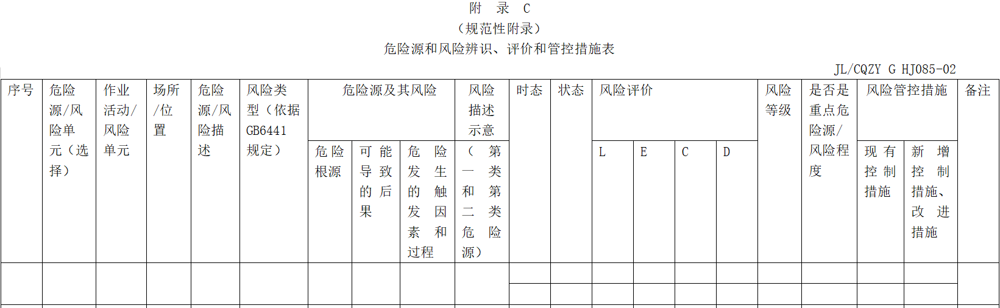 附 录 C
（规范性附录）
危险源和风险辨识、评价和管控措施表
JL/CQZY G HJ085-02
序号
危险
源/风
险单
元（选
择）
作业
活动/
风险
单元
场所
/位
置
危险
源/风
险描
述
风险类
型（依据
GB6441
规定）
危险源及其风险
危险
根源
可能
导致
的后
果
危险
发生
的触
发因
素和
过程
风险
描述
示意
（第
一类
和第
二类
危险
源）
时态
状态
风险评价
L
E
C
D
风险
等级
是否是
重点危
险源/
风险程
度
风险管控措施
现有
控制
措施
新增
控制
措施、
改进
措施
备注